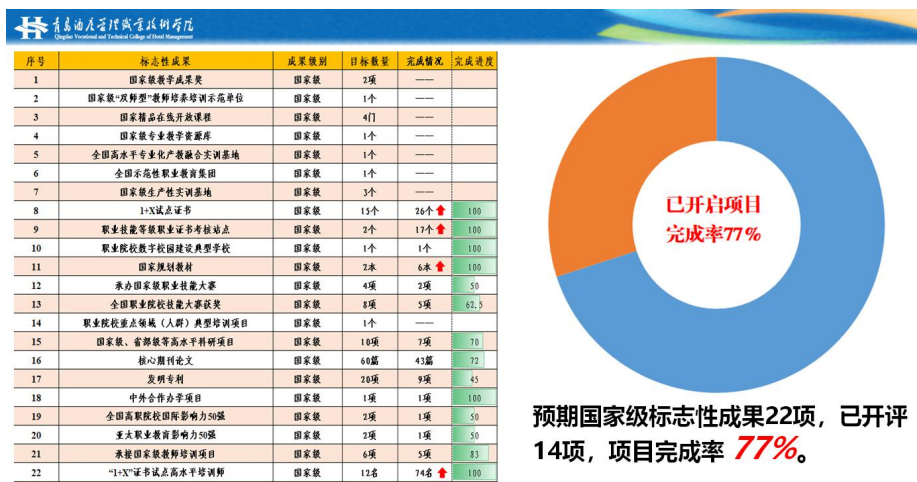 青岛酒店管理职业技术学院
Qingdao Vocational and Technical College of Hotel Management
序号 标志性成果 成果级别 目标数量 完成情况 完成进度
1 国家级教学成果奖 国家级 2项 ——
2 国家级“双师型”教师培养培训示范单位 国家级 1个 ——
3 国家精品在线开放课程 国家级 4门 ——
4 国家级专业教学资源库 国家级 1个 ——
5 全国高水平专业化产教融合实训基地 国家级 1个 ——
6 全国示范性职业教育集团 国家级 1个 ——
7 国家级生产性实训基地 国家级 3个 ——
8 1+X试点证书 国家级 15个 26个 100
9 职业技能等级职业证书考核站点 国家级 2个 17个 100
10 职业院校数字校园建设典型学校 国家级 1个 1个 100
11 国家规划教材 国家级 2本 6本 100
12 承办国家级职业技能大赛 国家级 4项 2项 50
13 全国职业院校技能大赛获奖 国家级 8项 5项 62.5
14 职业院校重点领域（人群）典型培训项目 国家级 1个 ——
15 国家级、省部级等高水平科研项目 国家级 10项 7项 70
16 核心期刊论文 国家级 60篇 43篇 72
17 发明专利 国家级 20项 9项 45
18 中外合作办学项目 国家级 1项 1项 100
19 全国高职院校国际影响力50强 国家级 2项 1项 50
20 亚太职业教育影响力50强 国家级 2项 1项 50
21 承接国家级教师培训项目 国家级 6项 5项 83
22 “1+X”证书试点高水平培训师 国家级 12名 74名 100
已开启项目
完成率77%
预期国家级标志性成果22项，已开评
14项，项目完成率 77%。